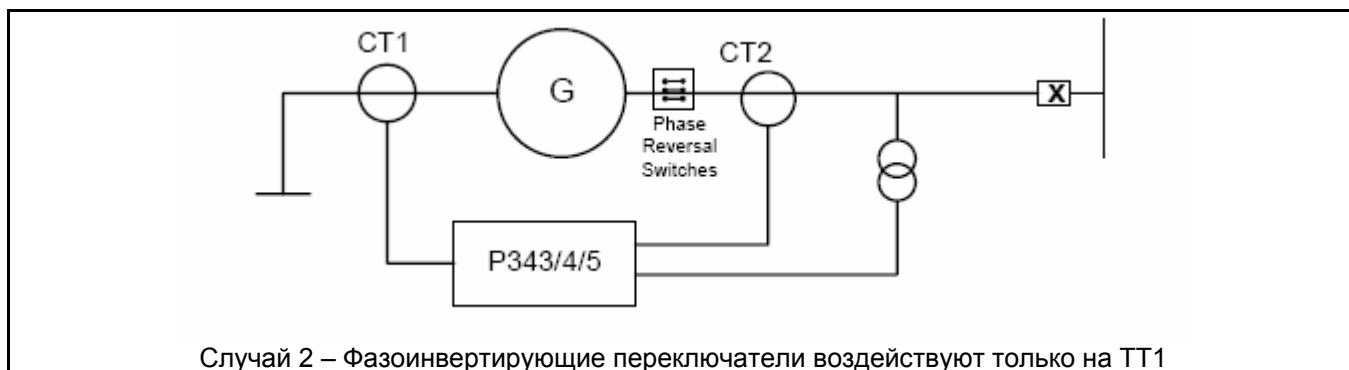 CT1
G
CT2
X
Phase
Reversal
Switches
P343/4/5
Случай 2 – Фазоинвертирующие переключатели воздействуют только на ТТ1